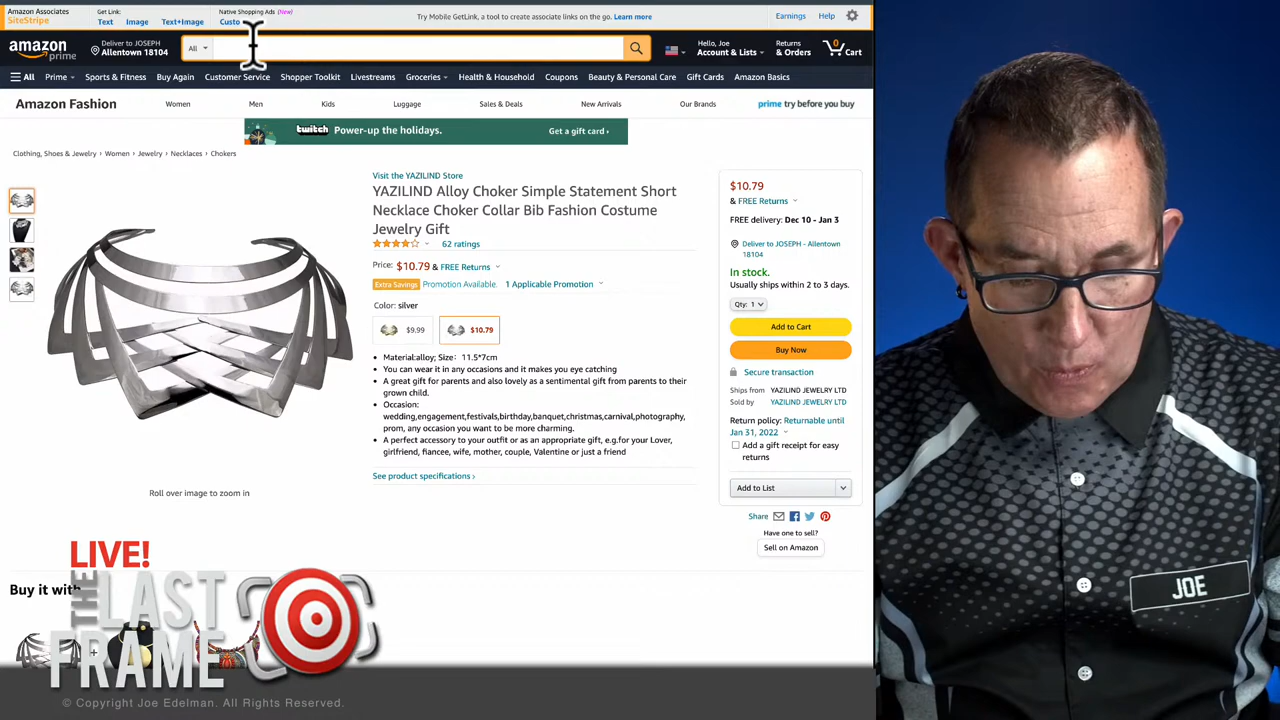 Amazon Associates
SiteStripe
Get Link:
Text Image Text+Image
Native Shopping Ads (New)
Custo
Try Mobile GetLink, a tool to create associate links on the go. Learn more
Earnings Help
amazon
prime
Deliver to JOSEPH
Allentown 18104
All
Hello, Joe
Account & Lists
Returns
& Orders
0
Cart
All Prime Sports & Fitness Buy Again Customer Service Shopper Toolkit Livestreams Groceries Health & Household Coupons Beauty & Personal Care Gift Cards Amazon Basics
Amazon Fashion Women Men Kids Luggage Sales & Deals New Arrivals Our Brands prime try before you buy
twitch Power-up the holidays. Get a gift card ›
Clothing, Shoes & Jewelry › Women › Jewelry › Necklaces › Chokers
Visit the YAZILIND Store
YAZILIND Alloy Choker Simple Statement Short
Necklace Choker Collar Bib Fashion Costume
Jewelry Gift
62 ratings
Price: $10.79 & FREE Returns
Extra Savings Promotion Available. 1 Applicable Promotion
Color: silver
$9.99 $10.79
• Material:alloy; Size：11.5*7cm
• You can wear it in any occasions and it makes you eye catching
• A great gift for parents and also lovely as a sentimental gift from parents to their
grown child.
• Occasion:
wedding,engagement,festivals,birthday,banquet,christmas,carnival,photography,
prom, any occasion you want to be more charming.
• A perfect accessory to your outfit or as an appropriate gift, e.g.for your Lover,
girlfriend, fiancee, wife, mother, couple, Valentine or just a friend
See product specifications ›
Roll over image to zoom in
$10.79
& FREE Returns
FREE delivery: Dec 10 - Jan 3
Deliver to JOSEPH - Allentown
18104
In stock.
Usually ships within 2 to 3 days.
Qty: 1
Add to Cart
Buy Now
Secure transaction
Ships from YAZILIND JEWELRY LTD
Sold by YAZILIND JEWELRY LTD
Return policy: Returnable until
Jan 31, 2022
Add a gift receipt for easy
returns
Add to List
Share
Have one to sell?
Sell on Amazon
JOE
Buy it with
LIVE!
THE LAST
FRAME
© Copyright Joe Edelman. All Rights Reserved.